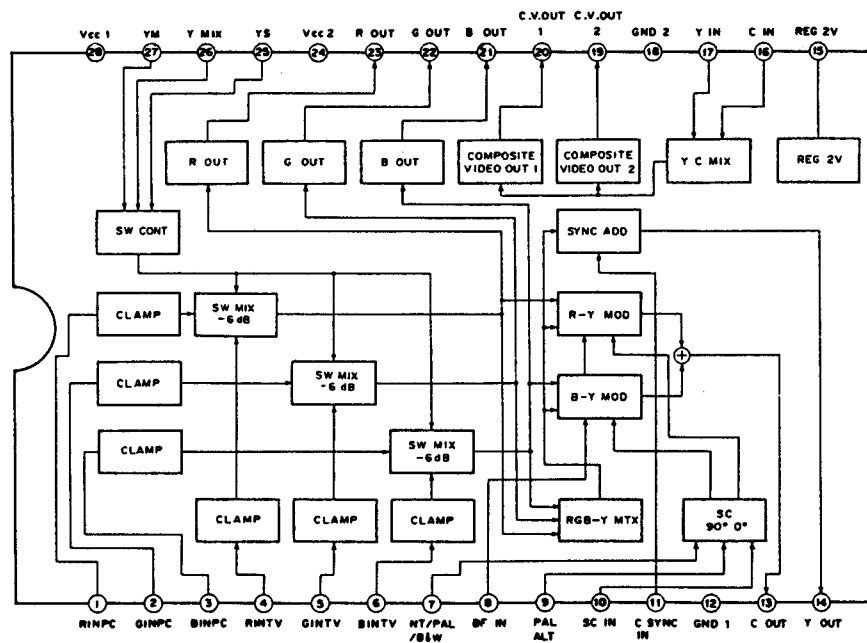 C.V.OUT C.V.OUT
Vcc 1 YM Y MIX YS Vcc 2 R OUT G OUT B OUT 1 2 GND 2 Y IN C IN REG 2V
28 27 26 25 24 23 22 21 20 19 18 17 16 15
R OUT
G OUT
B OUT
COMPOSITE
VIDEO OUT 1
COMPOSITE
VIDEO OUT 2
Y C MIX
REG 2V
SW CONT
SYNC ADD
CLAMP
SW MIX
-6dB
R-Y MOD
CLAMP
SW MIX
-6dB
B-Y MOD
+
CLAMP
SW MIX
-6dB
CLAMP
CLAMP
CLAMP
RGB-Y MTX
SC
90° 0°
1 2 3 4 5 6 7 8 9 10 11 12 13 14
RINPC GINPC BINPC RINTV GINTV BINTV NT/PAL BF IN PAL SC IN C SYNC GND 1 C OUT Y OUT
/B&W ALT IN